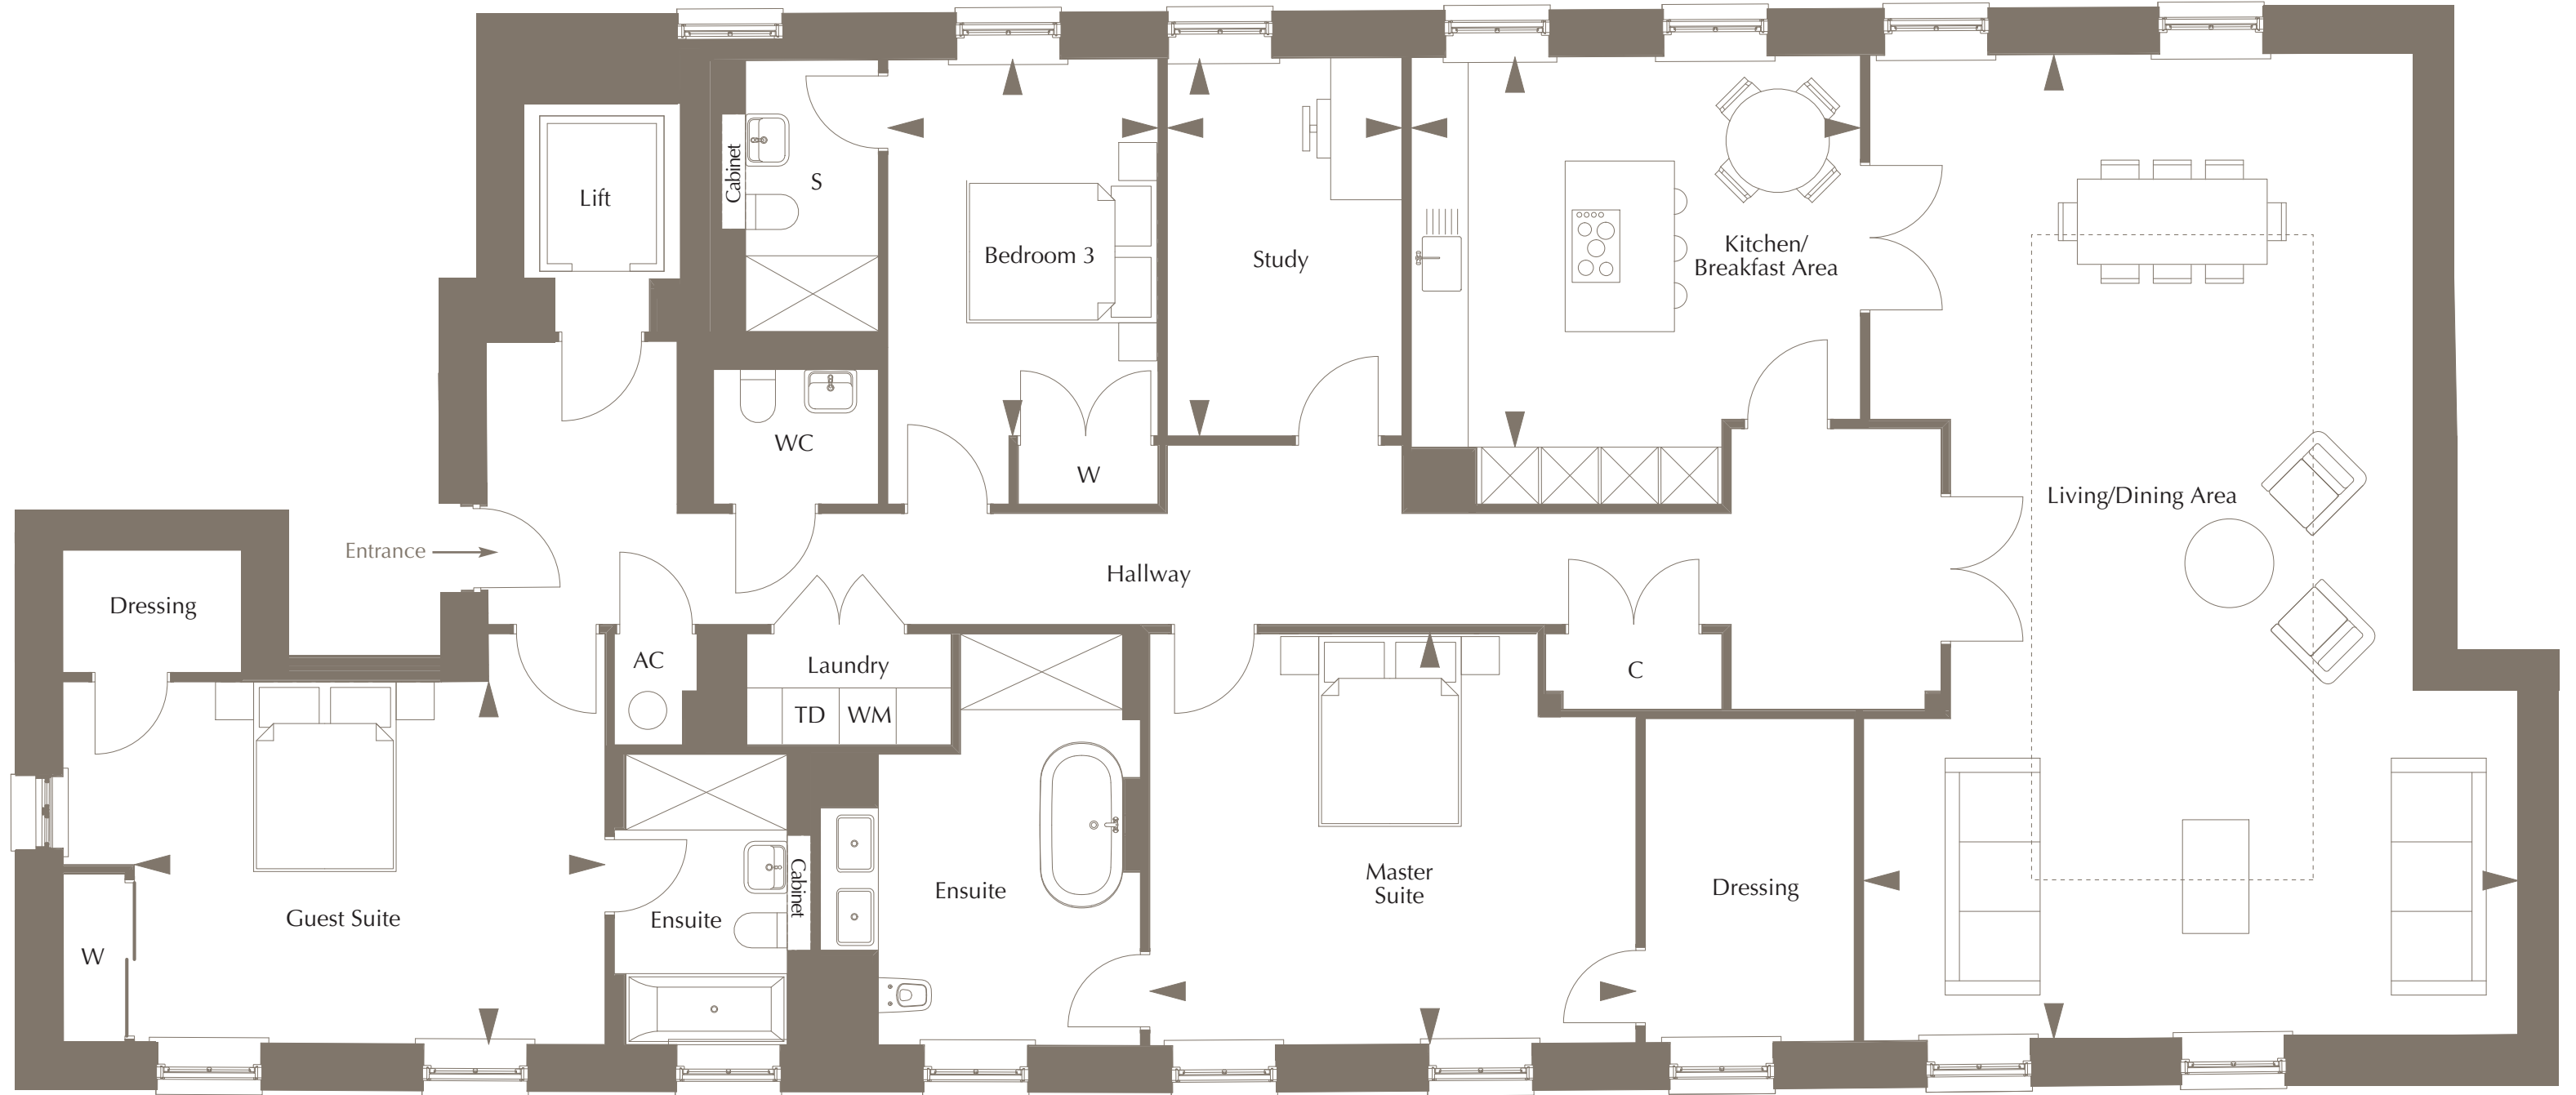 Lift
Cabinet
S
Bedroom 3
Study
Kitchen/
Breakfast Area
WC
W
Living/Dining Area
Entrance
Hallway
Dressing
AC
Laundry
TD
WM
C
Guest Suite
W
Ensuite
Cabinet
Ensuite
Master
Suite
Dressing